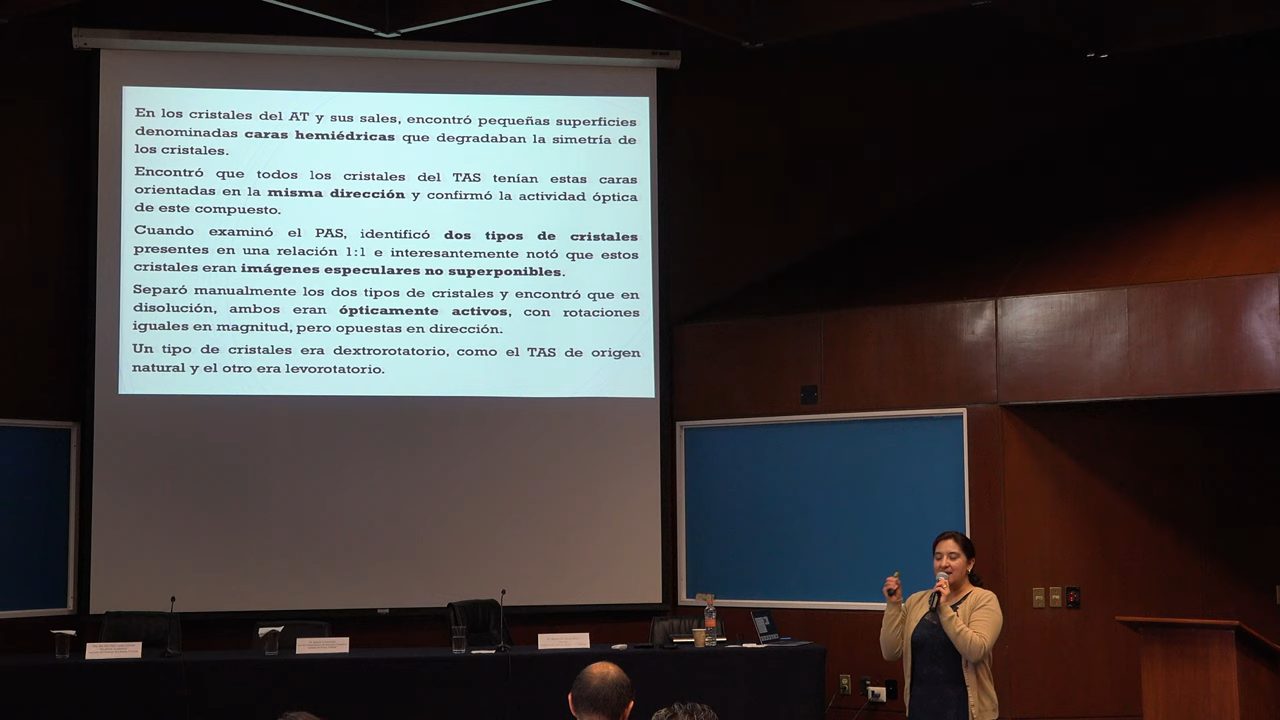 En los cristales del AT y sus sales, encontró pequeñas superficies
denominadas caras hemiédricas que degradaban la simetría de
los cristales.
Encontró que todos los cristales del TAS tenían estas caras
orientadas en la misma dirección y confirmó la actividad óptica
de este compuesto.
Cuando examinó el PAS, identificó dos tipos de cristales
presentes en una relación 1:1 e interesantemente notó que estos
cristales eran imágenes especulares no superponibles.
Separó manualmente los dos tipos de cristales y encontró que en
disolución, ambos eran ópticamente activos, con rotaciones
iguales en magnitud, pero opuestas en dirección.
Un tipo de cristales era dextrorotatorio, como el TAS de origen
natural y el otro era levorotatorio.